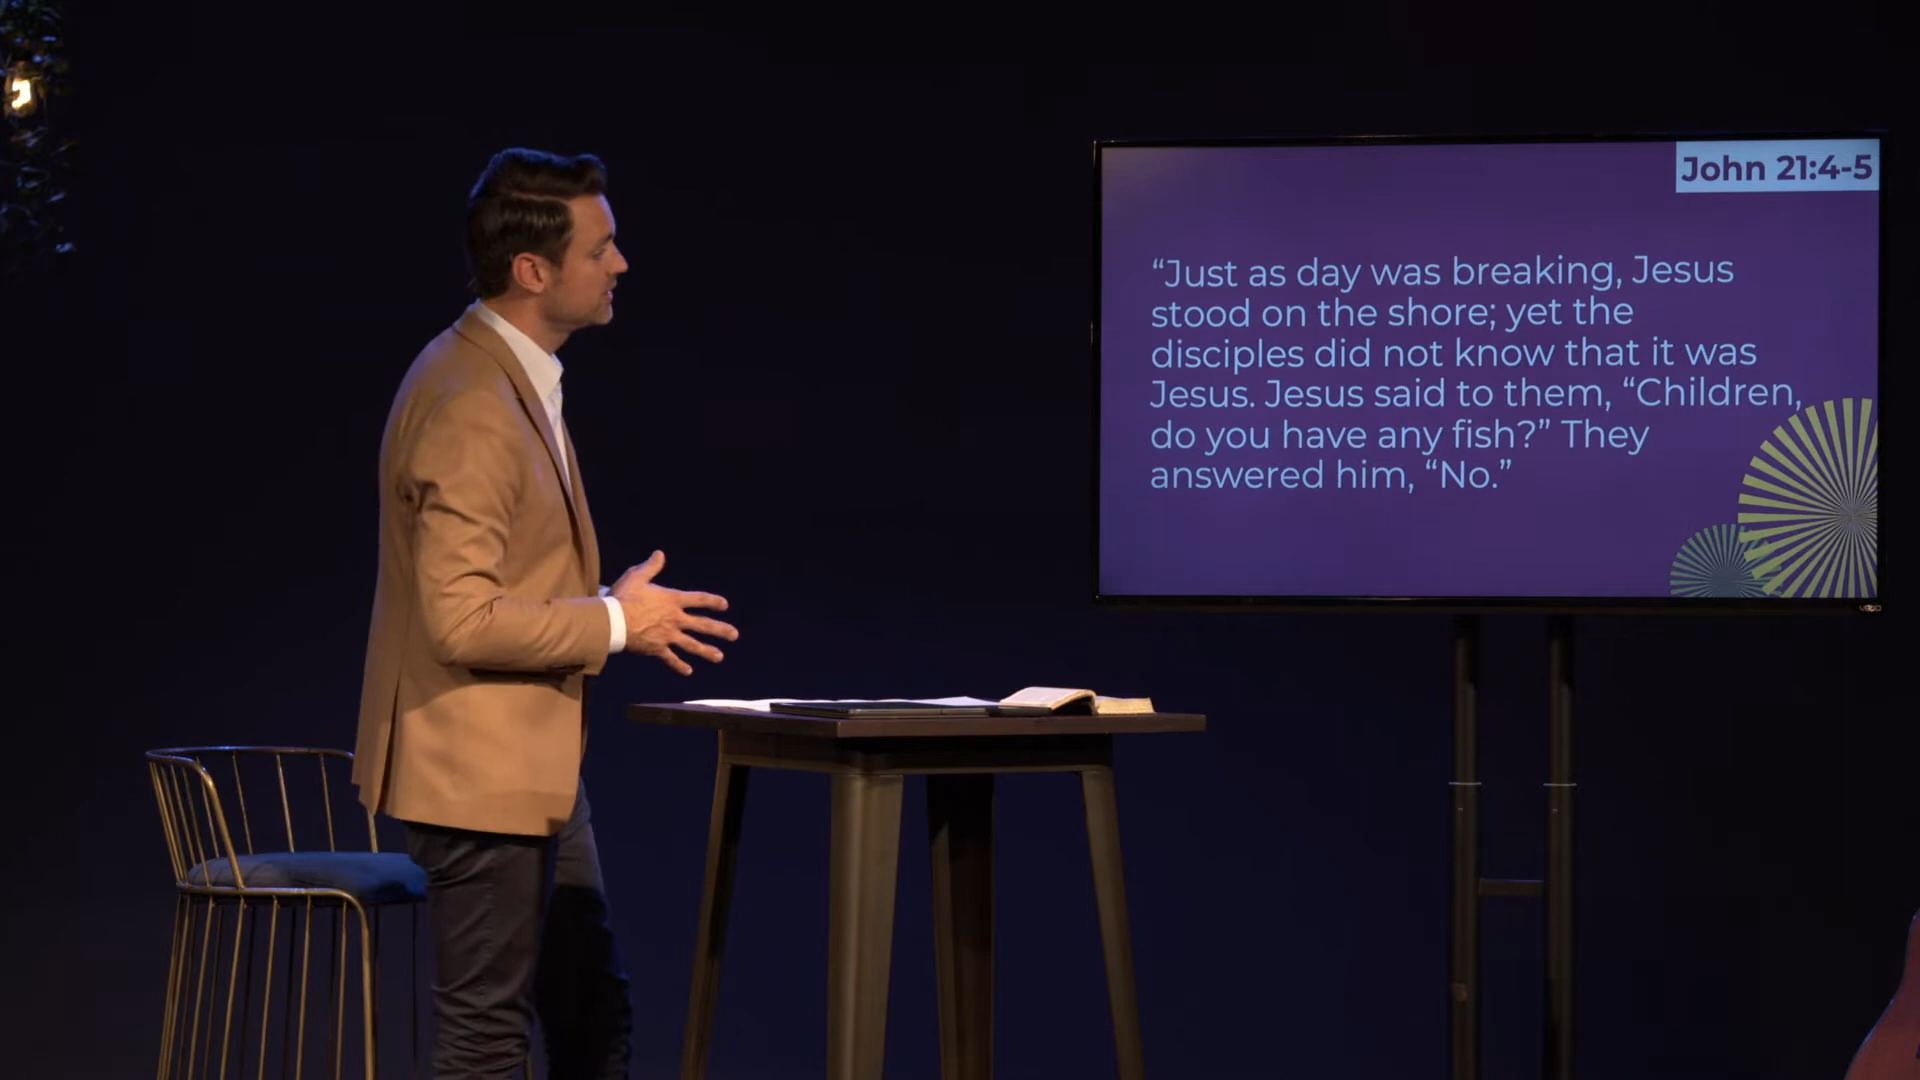 John 21:4-5
“Just as day was breaking, Jesus
stood on the shore; yet the
disciples did not know that it was
Jesus. Jesus said to them, “Children,
do you have any fish?” They
answered him, “No.”
VIZIO